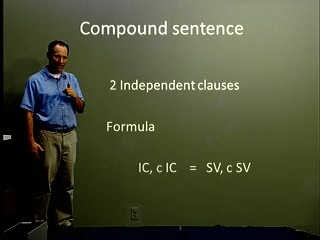 Compound sentence
2 Independent clauses
Formula
IC, c IC = SV, c SV